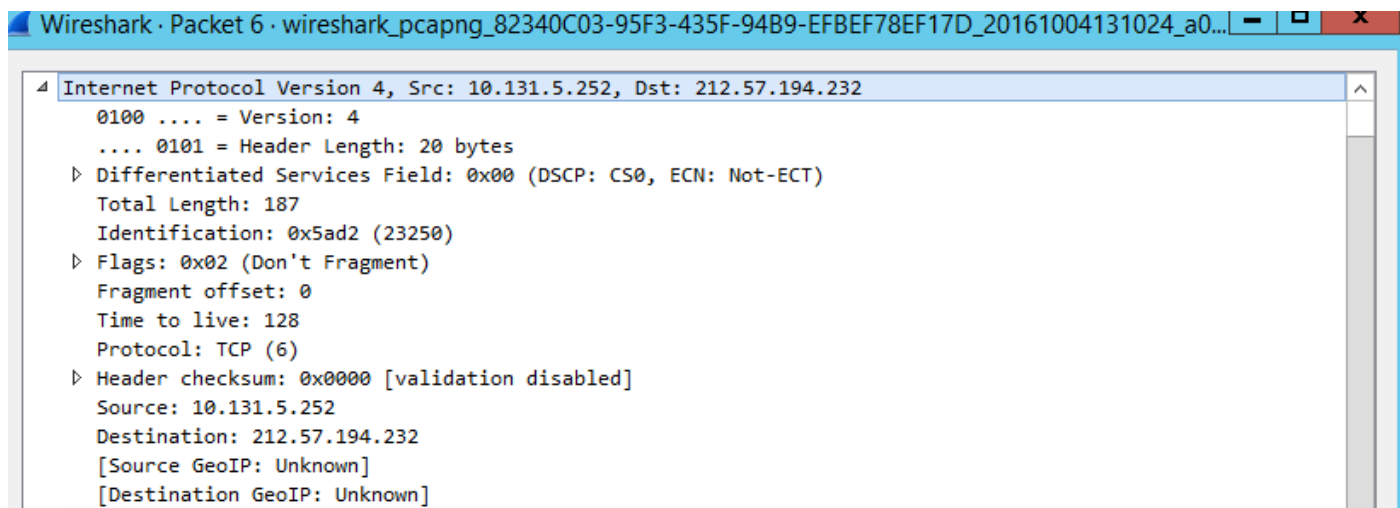 Wireshark · Packet 6 · wireshark_pcapng_82340C03-95F3-435F-94B9-EFBEF78EF17D_20161004131024_a0...
Internet Protocol Version 4, Src: 10.131.5.252, Dst: 212.57.194.232
0100 .... = Version: 4
.... 0101 = Header Length: 20 bytes
Differentiated Services Field: 0x00 (DSCP: CS0, ECN: Not-ECT)
Total Length: 187
Identification: 0x5ad2 (23250)
Flags: 0x02 (Don't Fragment)
Fragment offset: 0
Time to live: 128
Protocol: TCP (6)
Header checksum: 0x0000 [validation disabled]
Source: 10.131.5.252
Destination: 212.57.194.232
[Source GeoIP: Unknown]
[Destination GeoIP: Unknown]